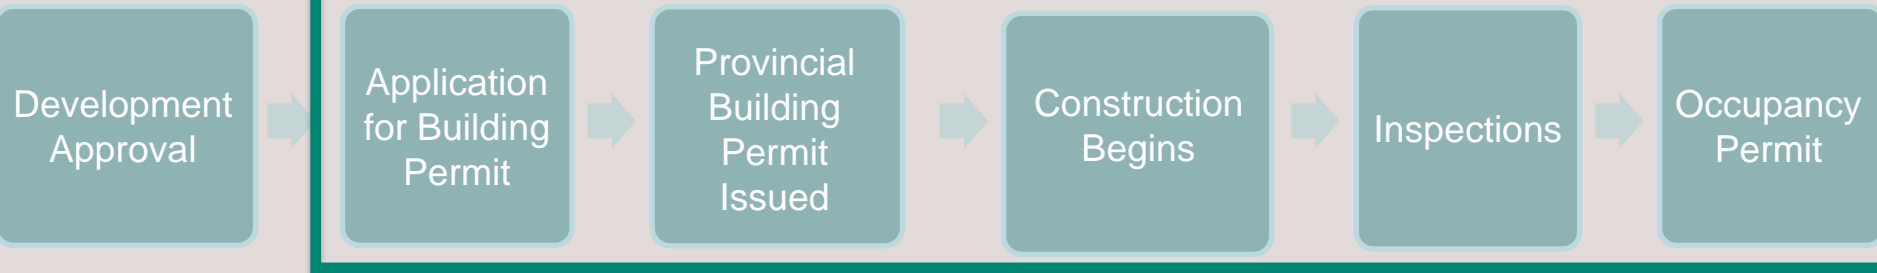 Development
Approval
Application
for Building
Permit
Provincial
Building
Permit
Issued
Construction
Begins
Inspections
Occupancy
Permit